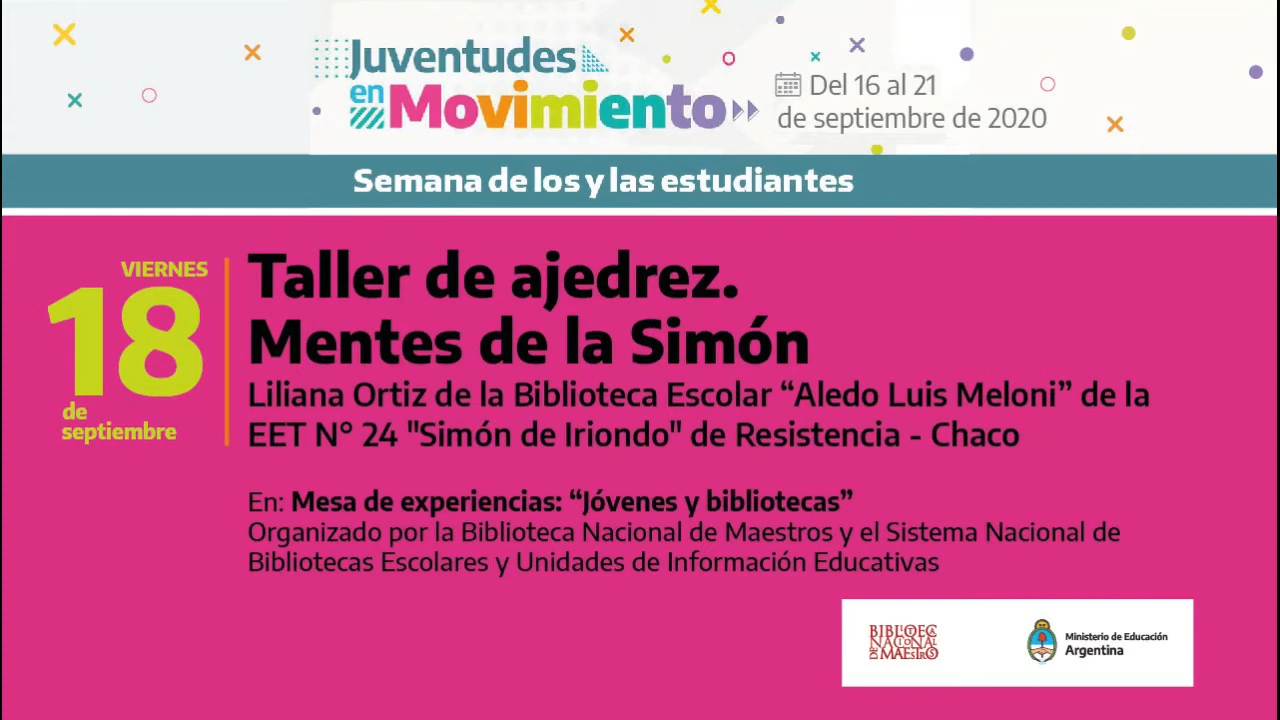 Juventudes
en Movimiento
Del 16 al 21
de septiembre de 2020
Semana de los y las estudiantes
VIERNES
18
de
septiembre
Taller de ajedrez.
Mentes de la Simón
Liliana Ortiz de la Biblioteca Escolar “Aledo Luis Meloni” de la
EET N° 24 "Simón de Iriondo" de Resistencia - Chaco
En: Mesa de experiencias: “Jóvenes y bibliotecas”
Organizado por la Biblioteca Nacional de Maestros y el Sistema Nacional de
Bibliotecas Escolares y Unidades de Información Educativas
BIBLIOTECA
NACIONAL
DE MAESTROS
Ministerio de Educación
Argentina